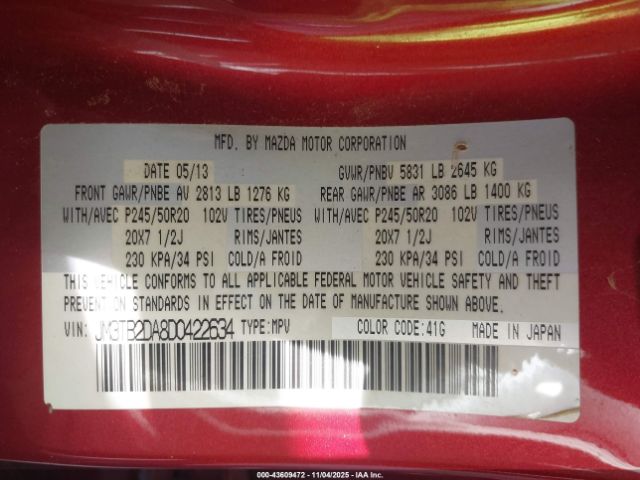 MFD. BY MAZDA MOTOR CORPORATION
DATE 05/13 GVWR/PNBV 5831 LB 2645 KG
FRONT GAWR/PNBE AV 2813 LB 1276 KG REAR GAWR/PNBE AR 3086 LB 1400 KG
WITH/AVEC P245/50R20 102V TIRES/PNEUS WITH/AVEC P245/50R20 102V TIRES/PNEUS
20X7 1/2J RIMS/JANTES 20X7 1/2J RIMS/JANTES
230 KPA/34 PSI COLD/A FROID 230 KPA/34 PSI COLD/A FROID
THIS VEHICLE CONFORMS TO ALL APPLICABLE FEDERAL MOTOR VEHICLE SAFETY AND THEFT
PREVENTION STANDARDS IN EFFECT ON THE DATE OF MANUFACTURE SHOWN ABOVE.
VIN: JM3TB2DA8D0422634 TYPE: MPV COLOR CODE: 41G MADE IN JAPAN
000-43609472 - 11/04/2025 - IAA Inc.